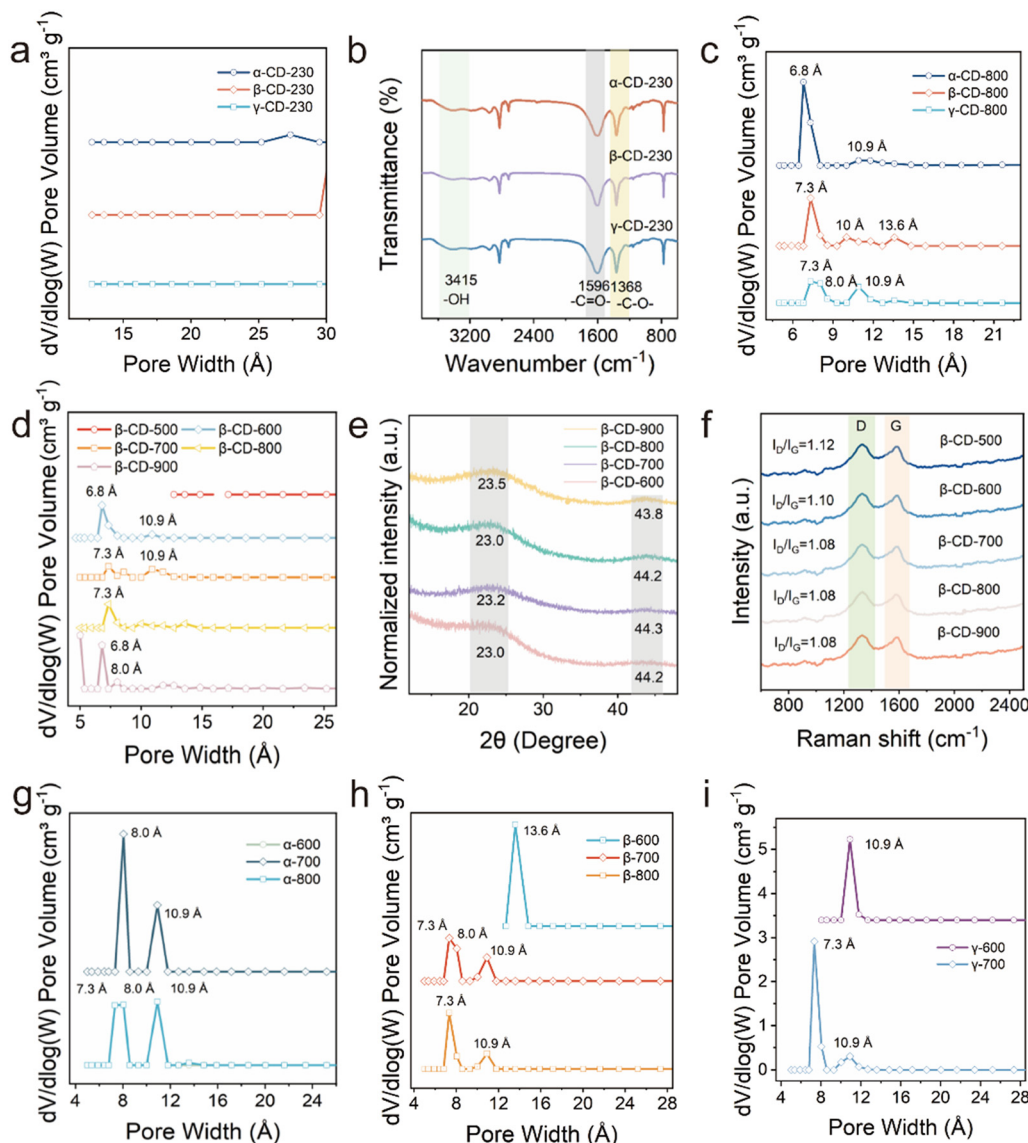 a
dV/dlog(W) Pore Volume (cm³ g⁻¹)
α-CD-230
β-CD-230
γ-CD-230
15 20 25 30
Pore Width (Å)
b
Transmittance (%)
α-CD-230
β-CD-230
γ-CD-230
3415
-OH
1596
-C=O-
1368
-C-O-
3200 2400 1600 800
Wavenumber (cm⁻¹)
c
dV/dlog(W) Pore Volume (cm³ g⁻¹)
α-CD-800
β-CD-800
γ-CD-800
6.8 Å
10.9 Å
7.3 Å
10 Å
13.6 Å
7.3 Å
8.0 Å
10.9 Å
6 9 12 15 18 21
Pore Width (Å)
d
dV/dlog(W) Pore Volume (cm³ g⁻¹)
β-CD-500
β-CD-600
β-CD-700
β-CD-800
β-CD-900
6.8 Å
10.9 Å
7.3 Å
10.9 Å
7.3 Å
6.8 Å
8.0 Å
5 10 15 20 25
Pore Width (Å)
e
Normalized intensity (a.u.)
β-CD-900
β-CD-800
β-CD-700
β-CD-600
23.5
43.8
23.0
44.2
23.2
44.3
23.0
44.2
20 30 40
2θ (Degree)
f
Intensity (a.u.)
D
G
I_D/I_G=1.12
β-CD-500
I_D/I_G=1.10
β-CD-600
I_D/I_G=1.08
β-CD-700
I_D/I_G=1.08
β-CD-800
I_D/I_G=1.08
β-CD-900
800 1200 1600 2000 2400
Raman shift (cm⁻¹)
g
dV/dlog(W) Pore Volume (cm³ g⁻¹)
α-600
α-700
α-800
8.0 Å
10.9 Å
7.3 Å
8.0 Å
10.9 Å
4 8 12 16 20 24
Pore Width (Å)
h
dV/dlog(W) Pore Volume (cm³ g⁻¹)
β-600
β-700
β-800
13.6 Å
7.3 Å
8.0 Å
10.9 Å
7.3 Å
10.9 Å
4 8 12 16 20 24 28
Pore Width (Å)
i
dV/dlog(W) Pore Volume (cm³ g⁻¹)
5
4
3
2
1
0
10.9 Å
γ-600
γ-700
7.3 Å
10.9 Å
4 8 12 16 20 24 28
Pore Width (Å)